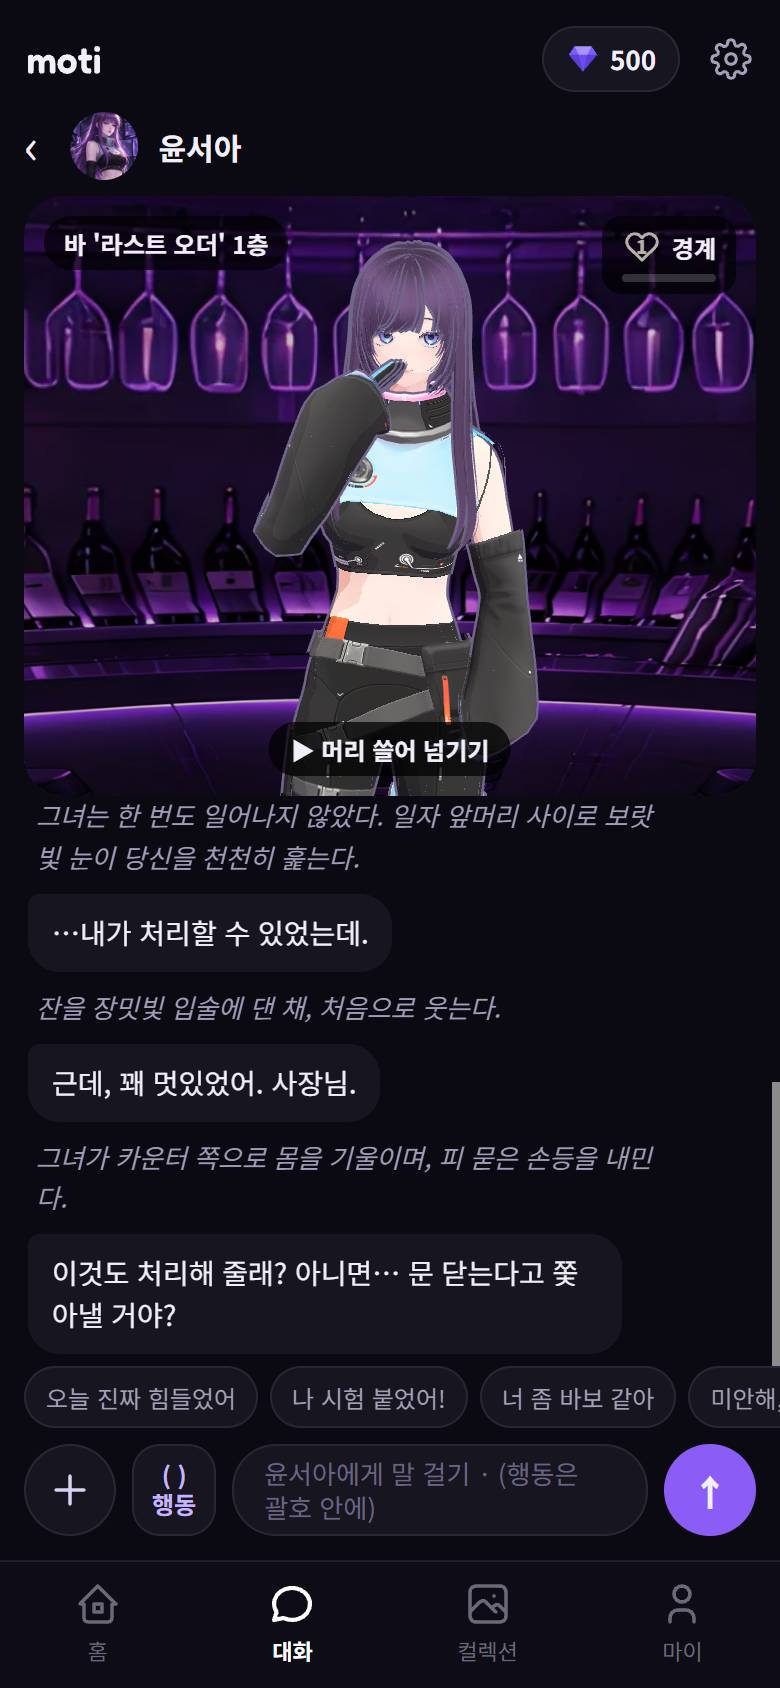 moti
500
윤서아
바 '라스트 오더' 1층
1 경계
▶ 머리 쓸어 넘기기
그녀는 한 번도 일어나지 않았다. 일자 앞머리 사이로 보랏
빛 눈이 당신을 천천히 훑는다.
…내가 처리할 수 있었는데.
잔을 장밋빛 입술에 댄 채, 처음으로 웃는다.
근데, 꽤 멋있었어. 사장님.
그녀가 카운터 쪽으로 몸을 기울이며, 피 묻은 손등을 내민
다.
이것도 처리해 줄래? 아니면… 문 닫는다고 쫓
아낼 거야?
오늘 진짜 힘들었어
나 시험 붙었어!
너 좀 바보 같아
미안해,
( )
행동
윤서아에게 말 걸기 · (행동은
괄호 안에)
홈
대화
컬렉션
마이